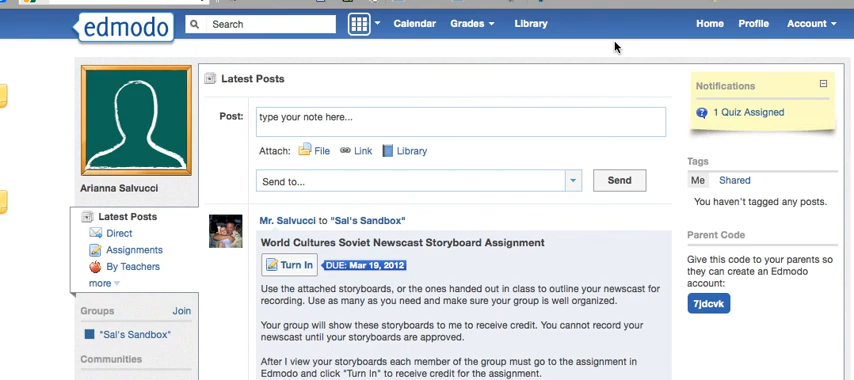 edmodo
Search
Calendar
Grades
Library
Home
Profile
Account
Latest Posts
Notifications
1 Quiz Assigned
Post:
type your note here...
Attach: File Link Library
Send to...
Send
Tags
Me Shared
You haven't tagged any posts.
Parent Code
Give this code to your parents so
they can create an Edmodo
account:
7jdcvk
Arianna Salvucci
Latest Posts
Direct
Assignments
By Teachers
more
Groups Join
"Sal's Sandbox"
Communities
Mr. Salvucci to "Sal's Sandbox"
World Cultures Soviet Newscast Storyboard Assignment
Turn In DUE: Mar 19, 2012
Use the attached storyboards, or the ones handed out in class to outline your newscast for
recording. Use as many as you need and make sure your group is well organized.
Your group will show these storyboards to me to receive credit. You cannot record your
newscast until your storyboards are approved.
After I view your storyboards each member of the group must go to the assignment in
Edmodo and click "Turn In" to receive credit for the assignment.